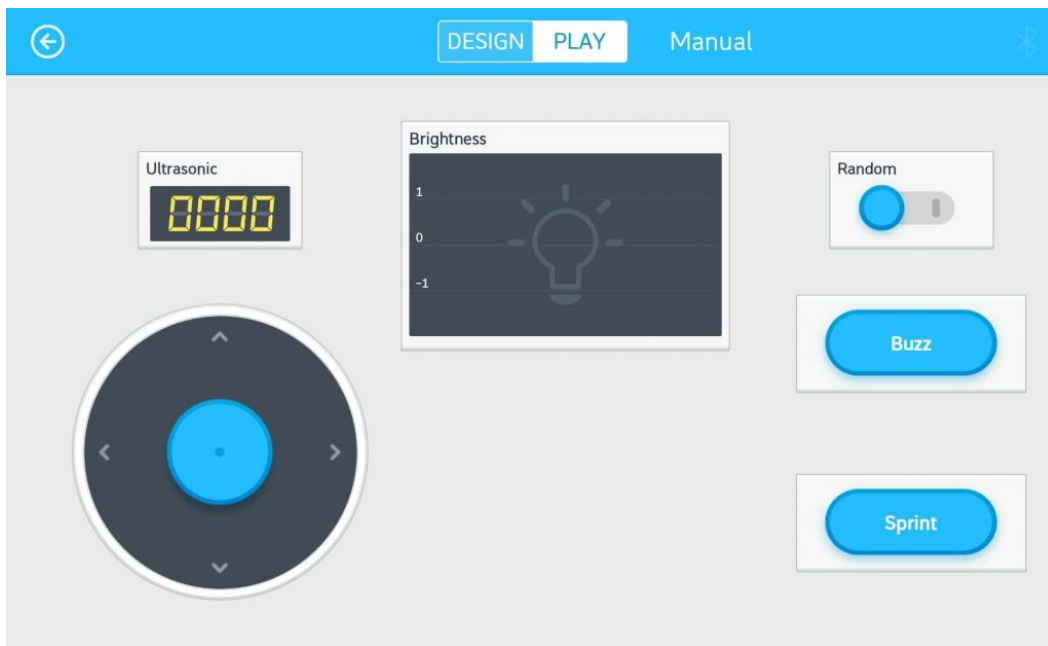 DESIGN PLAY Manual
Ultrasonic
0000
Brightness
1
0
-1
Random
Buzz
Sprint